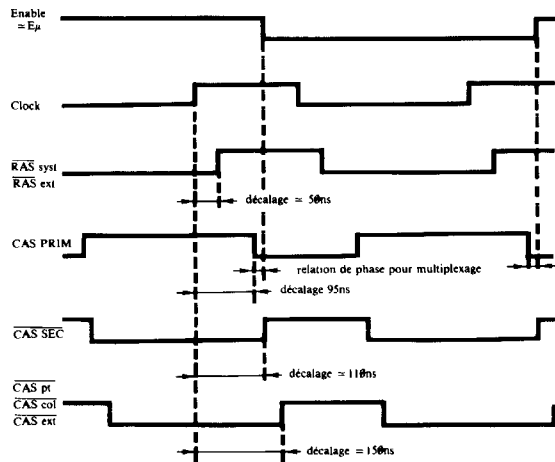 Enable
≃Eμ
Clock
RAS syst
RAS ext
décalage ≃ 50ns
CAS PRIM
relation de phase pour multiplexage
décalage 95ns
CAS SEC
décalage ≃ 110ns
CAS pt
CAS col
CAS ext
décalage ≃ 150ns